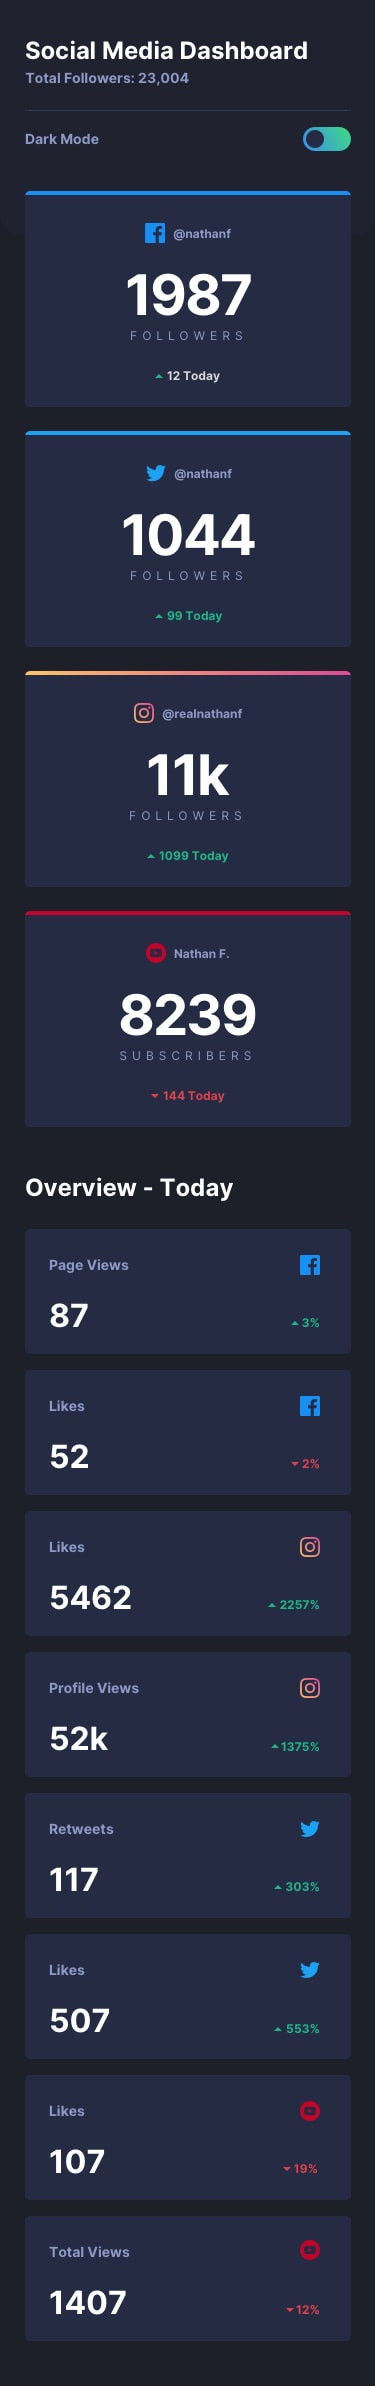 Social Media Dashboard
Total Followers: 23,004
Dark Mode
@nathanf
1987
FOLLOWERS
12 Today
@nathanf
1044
FOLLOWERS
99 Today
@realnathanf
11k
FOLLOWERS
1099 Today
Nathan F.
8239
SUBSCRIBERS
144 Today
Overview - Today
Page Views
87
3%
Likes
52
2%
Likes
5462
2257%
Profile Views
52k
1375%
Retweets
117
303%
Likes
507
553%
Likes
107
19%
Total Views
1407
12%